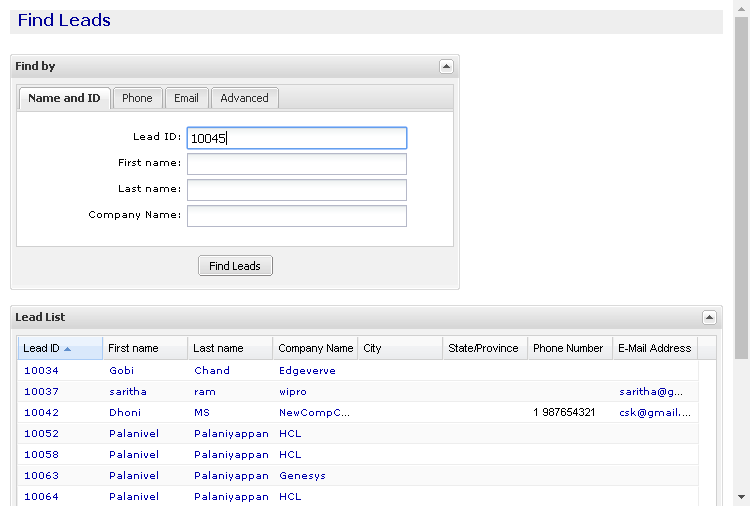 Find Leads
Find by
Name and ID Phone Email Advanced
Lead ID: 10045
First name:
Last name:
Company Name:
Find Leads
Lead List
Lead ID First name Last name Company Name City State/Province Phone Number E-Mail Address
10034 Gobi Chand Edgeverve
10037 saritha ram wipro saritha@g...
10042 Dhoni MS NewCompC... 1 987654321 csk@gmail....
10052 Palanivel Palaniyappan HCL
10058 Palanivel Palaniyappan HCL
10063 Palanivel Palaniyappan Genesys
10064 Palanivel Palaniyappan HCL